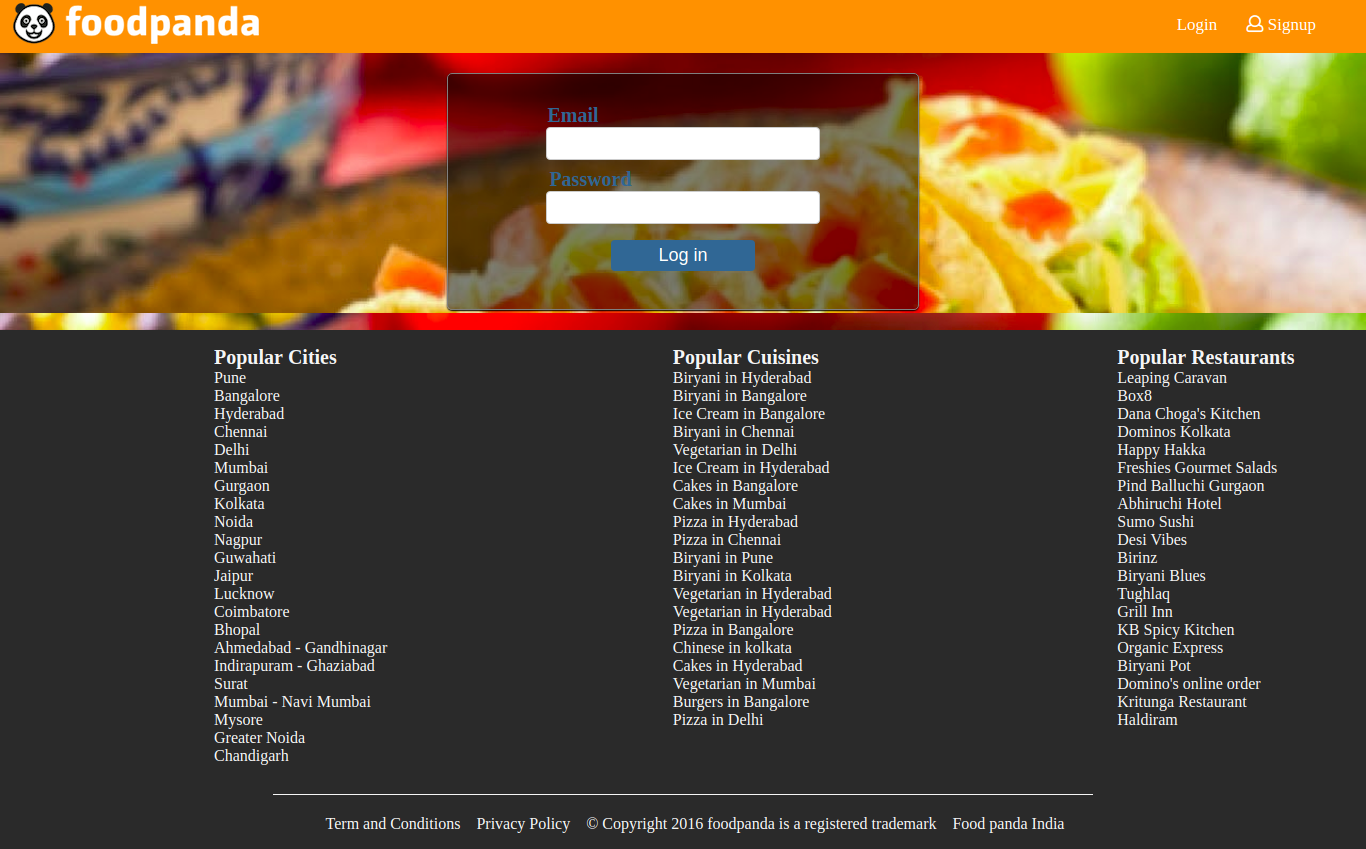 foodpanda
Login Signup
Email
Password
Log in
Popular Cities
Pune
Bangalore
Hyderabad
Chennai
Delhi
Mumbai
Gurgaon
Kolkata
Noida
Nagpur
Guwahati
Jaipur
Lucknow
Coimbatore
Bhopal
Ahmedabad - Gandhinagar
Indirapuram - Ghaziabad
Surat
Mumbai - Navi Mumbai
Mysore
Greater Noida
Chandigarh
Popular Cuisines
Biryani in Hyderabad
Biryani in Bangalore
Ice Cream in Bangalore
Biryani in Chennai
Vegetarian in Delhi
Ice Cream in Hyderabad
Cakes in Bangalore
Cakes in Mumbai
Pizza in Hyderabad
Pizza in Chennai
Biryani in Pune
Biryani in Kolkata
Vegetarian in Hyderabad
Vegetarian in Hyderabad
Pizza in Bangalore
Chinese in kolkata
Cakes in Hyderabad
Vegetarian in Mumbai
Burgers in Bangalore
Pizza in Delhi
Popular Restaurants
Leaping Caravan
Box8
Dana Choga's Kitchen
Dominos Kolkata
Happy Hakka
Freshies Gourmet Salads
Pind Balluchi Gurgaon
Abhiruchi Hotel
Sumo Sushi
Desi Vibes
Birinz
Biryani Blues
Tughlaq
Grill Inn
KB Spicy Kitchen
Organic Express
Biryani Pot
Domino's online order
Kritunga Restaurant
Haldiram
Term and Conditions Privacy Policy © Copyright 2016 foodpanda is a registered trademark Food panda India